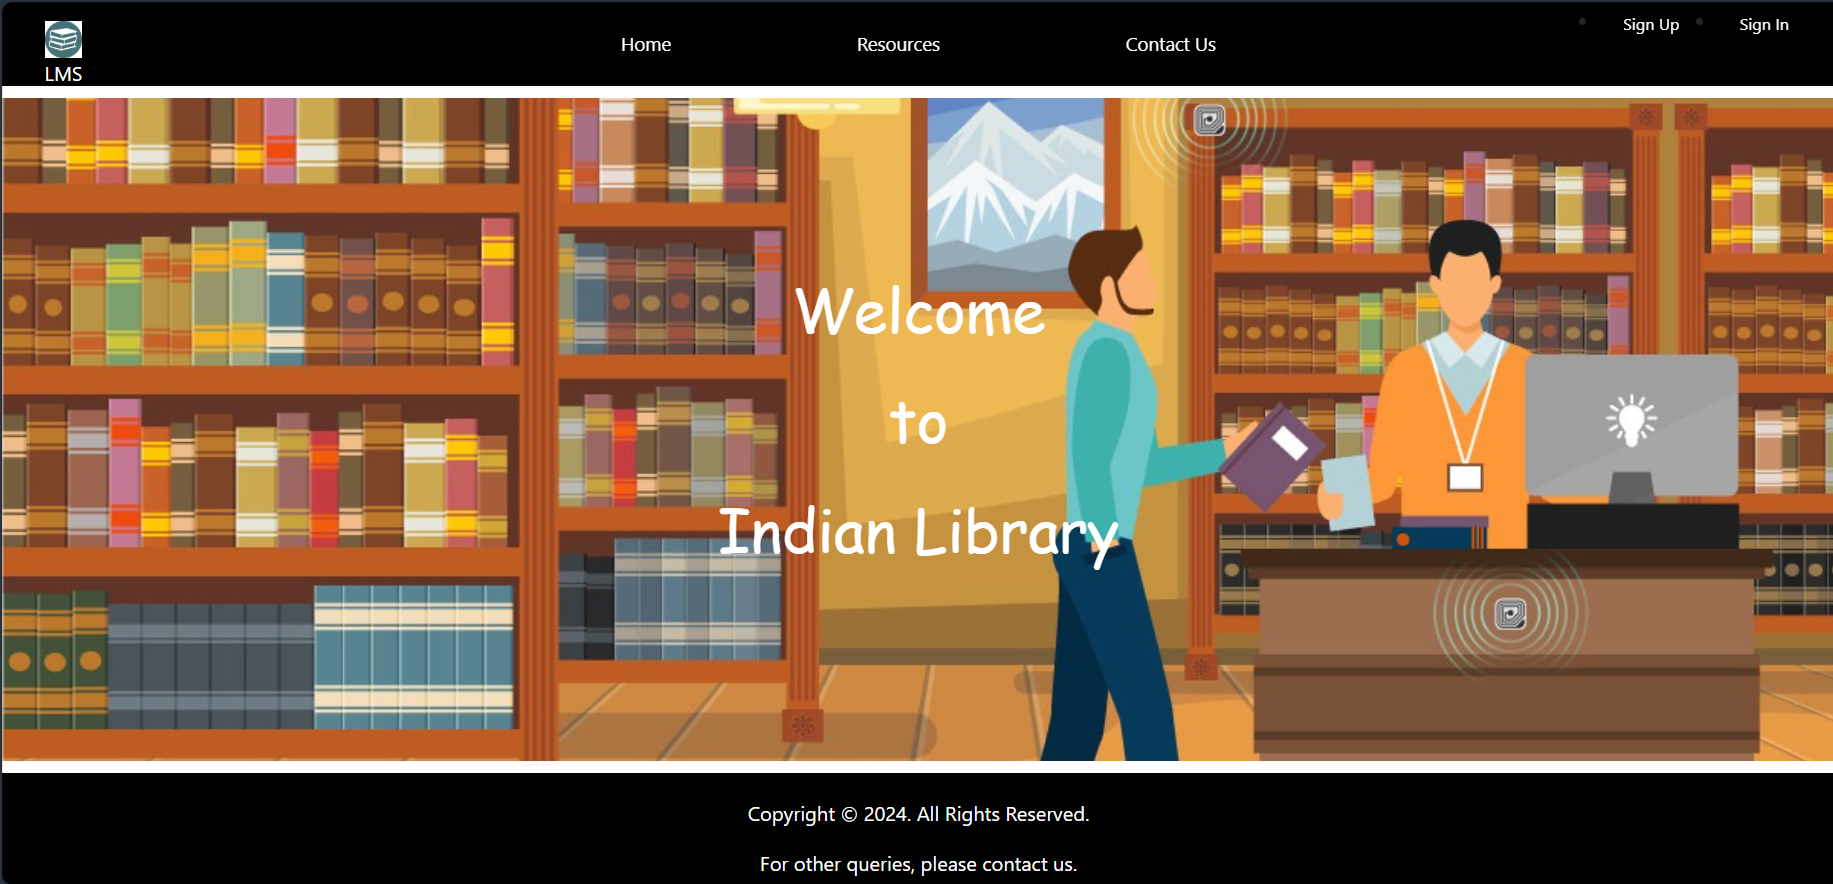 LMS
Home
Resources
Contact Us
Sign Up
Sign In
Welcome
to
Indian Library
Copyright © 2024. All Rights Reserved.
For other queries, please contact us.